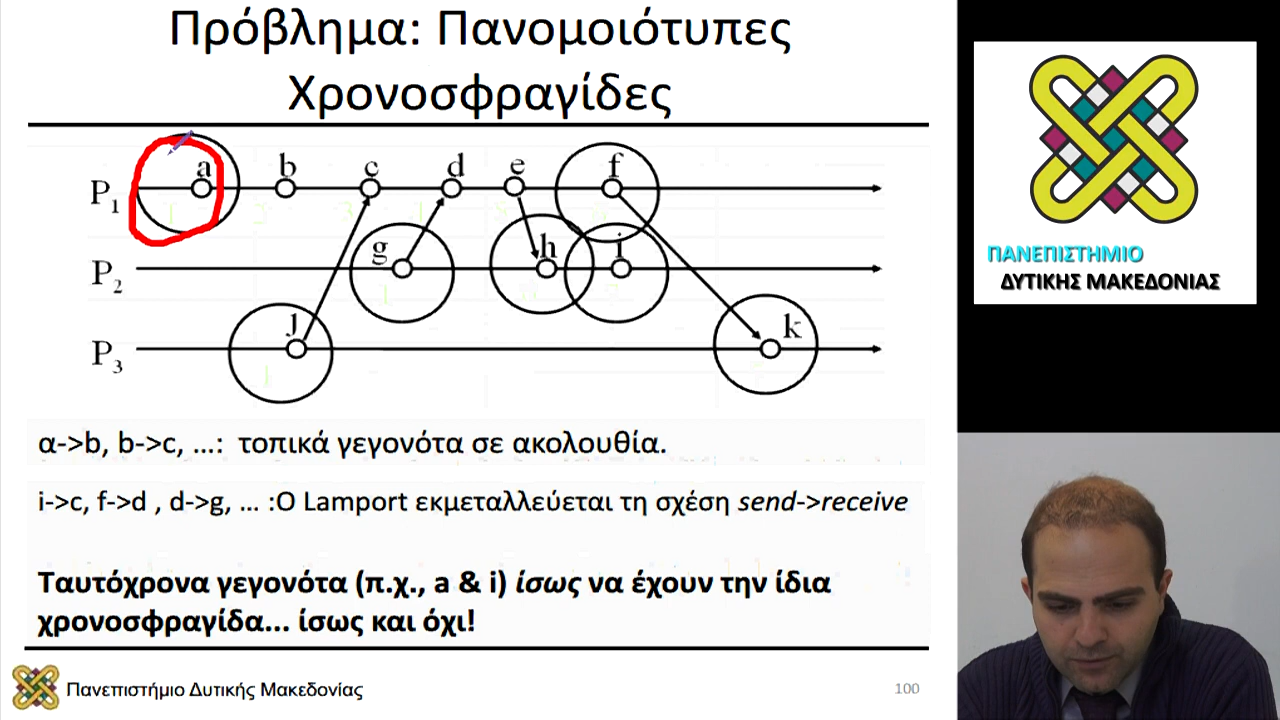 Πρόβλημα: Πανομοιότυπες
Χρονοσφραγίδες
a b c d e f
P1
g h i
P2
J k
P3
α->b, b->c, ...: τοπικά γεγονότα σε ακολουθία.
i->c, f->d , d->g, ... :Ο Lamport εκμεταλλεύεται τη σχέση send->receive
Ταυτόχρονα γεγονότα (π.χ., a & i) ίσως να έχουν την ίδια
χρονοσφραγίδα... ίσως και όχι!
Πανεπιστήμιο Δυτικής Μακεδονίας
100
ΠΑΝΕΠΙΣΤΗΜΙΟ
ΔΥΤΙΚΗΣ ΜΑΚΕΔΟΝΙΑΣ